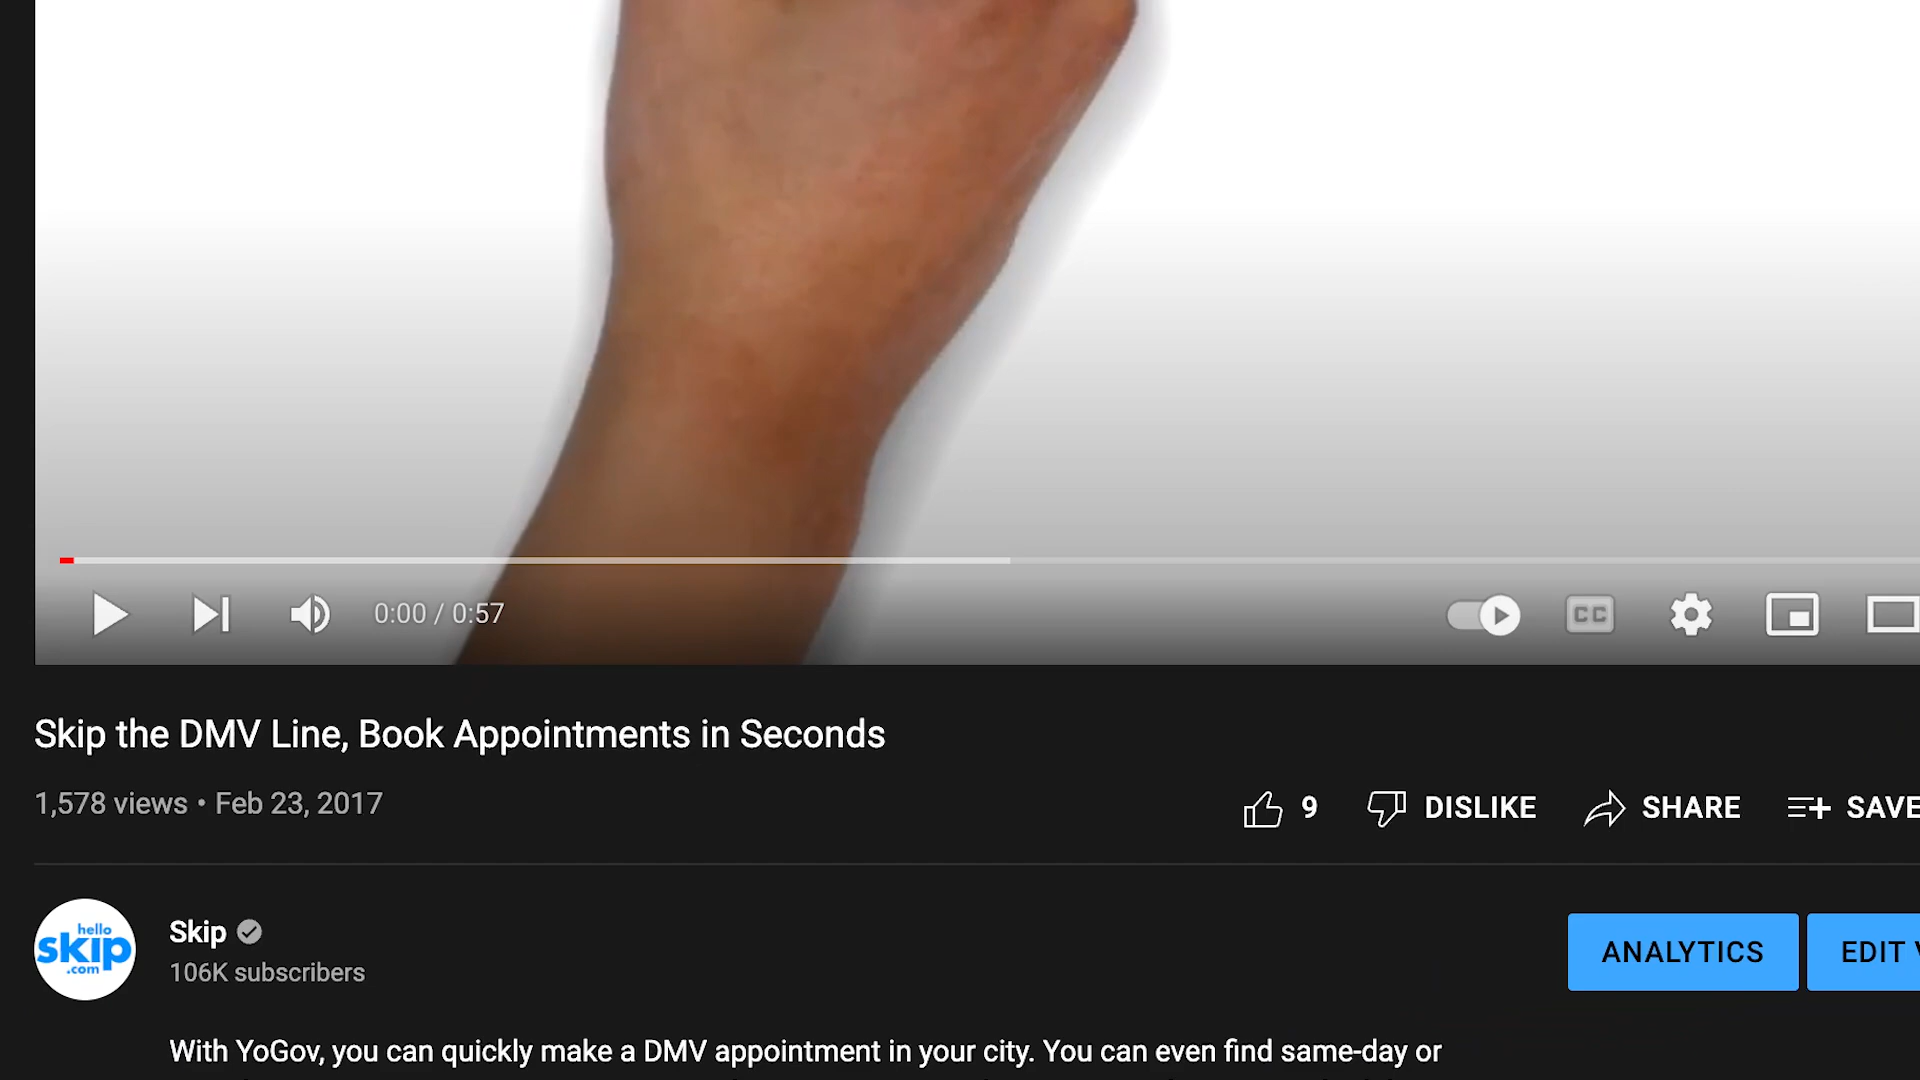 0:00 / 0:57
CC
Skip the DMV Line, Book Appointments in Seconds
1,578 views • Feb 23, 2017
9 DISLIKE SHARE SAVE
hello
skip
.com
Skip
106K subscribers
ANALYTICS EDIT
With YoGov, you can quickly make a DMV appointment in your city. You can even find same-day or